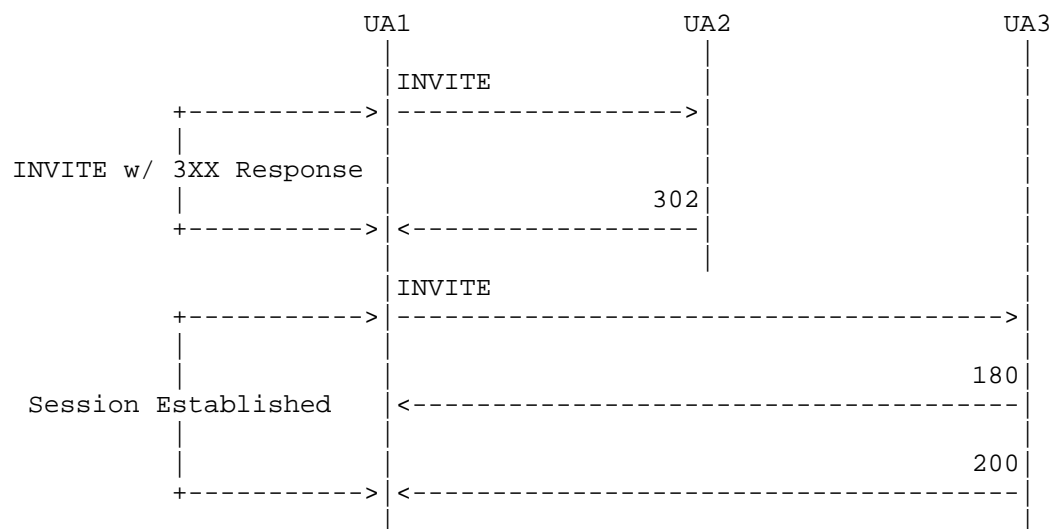 UA1 UA2 UA3
INVITE
INVITE w/ 3XX Response
302
INVITE
180
Session Established
200